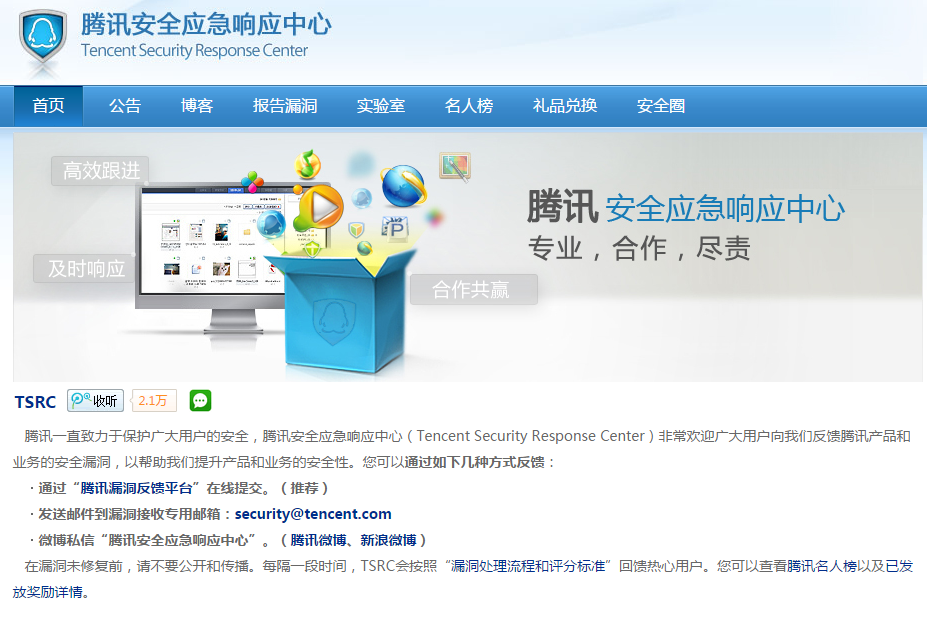 腾讯安全应急响应中心
Tencent Security Response Center
首页 公告 博客 报告漏洞 实验室 名人榜 礼品兑换 安全圈
高效跟进
及时响应
合作共赢
腾讯 安全应急响应中心
专业，合作，尽责
TSRC 收听 2.1万
腾讯一直致力于保护广大用户的安全，腾讯安全应急响应中心（Tencent Security Response Center）非常欢迎广大用户向我们反馈腾讯产品和
业务的安全漏洞，以帮助我们提升产品和业务的安全性。您可以通过如下几种方式反馈：
· 通过“腾讯漏洞反馈平台”在线提交。（推荐）
· 发送邮件到漏洞接收专用邮箱：security@tencent.com
· 微博私信“腾讯安全应急响应中心”。（腾讯微博、新浪微博）
在漏洞未修复前，请不要公开和传播。每隔一段时间，TSRC会按照“漏洞处理流程和评分标准”回馈热心用户。您可以查看腾讯名人榜以及已发
放奖励详情。